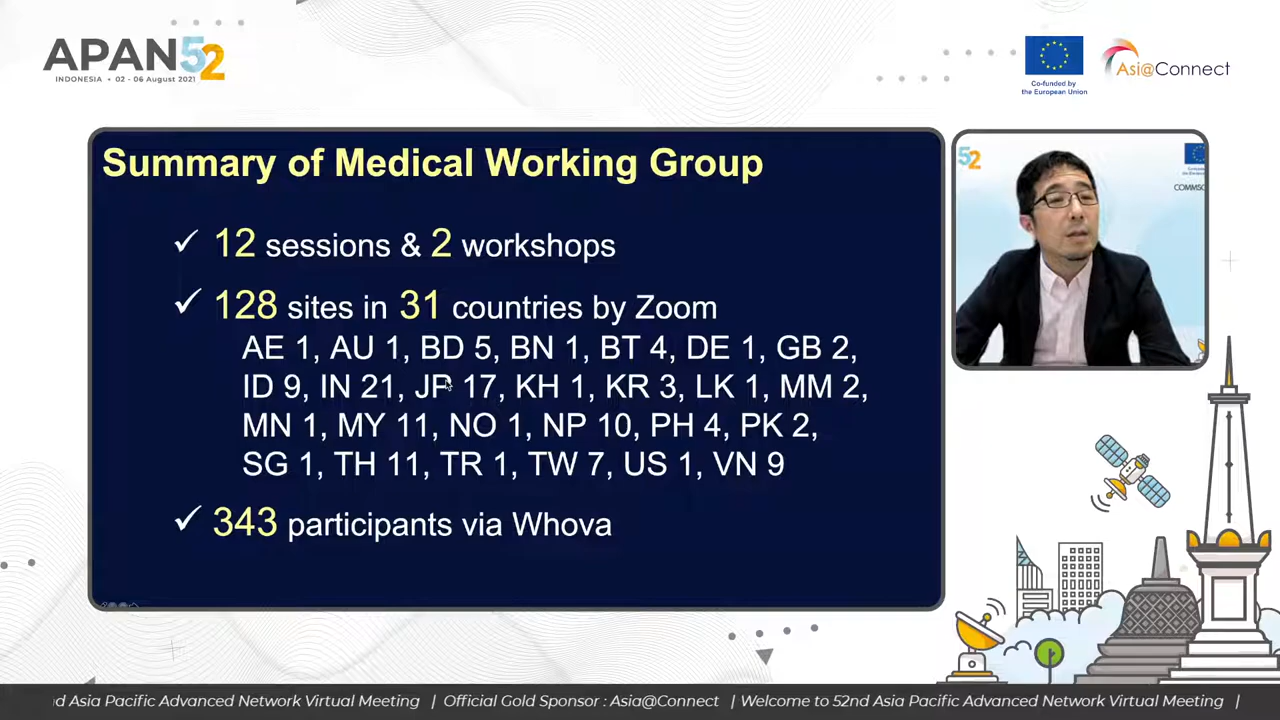 APAN52
INDONESIA • 02 - 06 August 2021
Co-funded by
the European Union
Asi@Connect
Summary of Medical Working Group
✓ 12 sessions & 2 workshops
✓ 128 sites in 31 countries by Zoom
AE 1, AU 1, BD 5, BN 1, BT 4, DE 1, GB 2,
ID 9, IN 21, JP 17, KH 1, KR 3, LK 1, MM 2,
MN 1, MY 11, NO 1, NP 10, PH 4, PK 2,
SG 1, TH 11, TR 1, TW 7, US 1, VN 9
✓ 343 participants via Whova
52
d Asia Pacific Advanced Network Virtual Meeting | Official Gold Sponsor : Asi@Connect | Welcome to 52nd Asia Pacific Advanced Network Virtual Meeting |